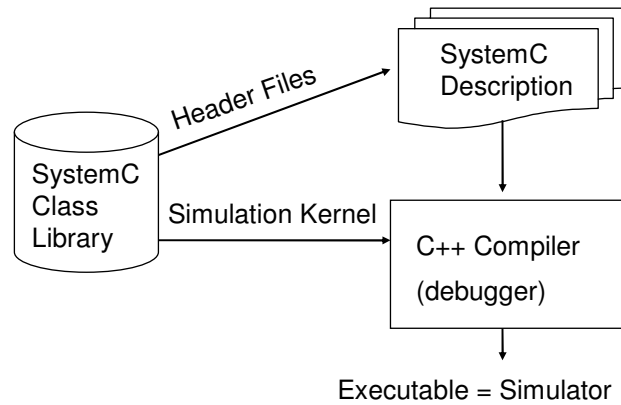 SystemC
Description
Header Files
SystemC
Class
Library
Simulation Kernel
C++ Compiler
(debugger)
Executable = Simulator